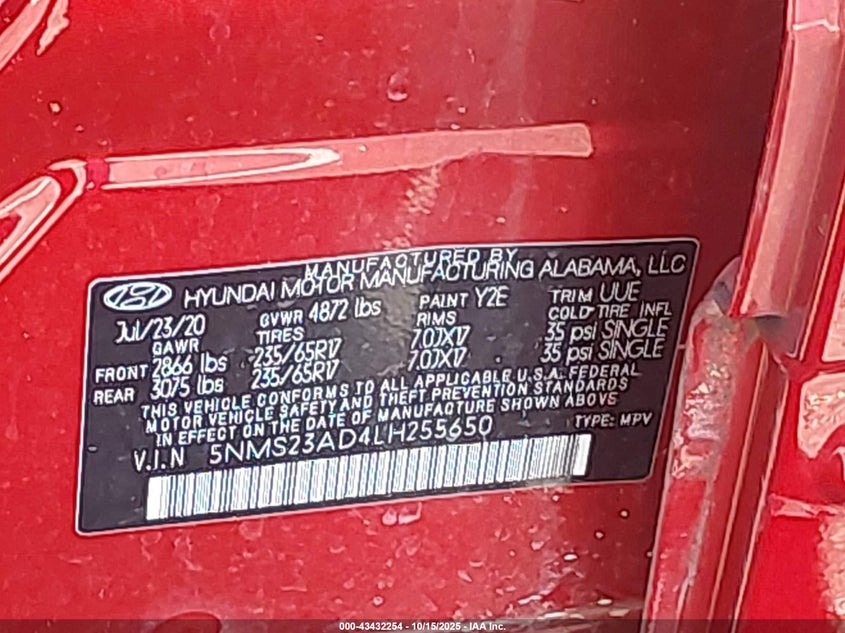 MANUFACTURED BY
HYUNDAI MOTOR MANUFACTURING ALABAMA, LLC
Jul/23/20 GVWR 4872 lbs PAINT Y2E TRIM UUE
GAWR TIRES RIMS COLD TIRE INFL
FRONT 2866 lbs 235/65R17 7.0JX17 35 psi SINGLE
REAR 3075 lbs 235/65R17 7.0JX17 35 psi SINGLE
THIS VEHICLE CONFORMS TO ALL APPLICABLE U.S.A. FEDERAL
MOTOR VEHICLE SAFETY AND THEFT PREVENTION STANDARDS
IN EFFECT ON THE DATE OF MANUFACTURE SHOWN ABOVE
V.I.N 5NMS23AD4LH255650 TYPE: MPV
000-43432254 - 10/15/2025 - IAA Inc.